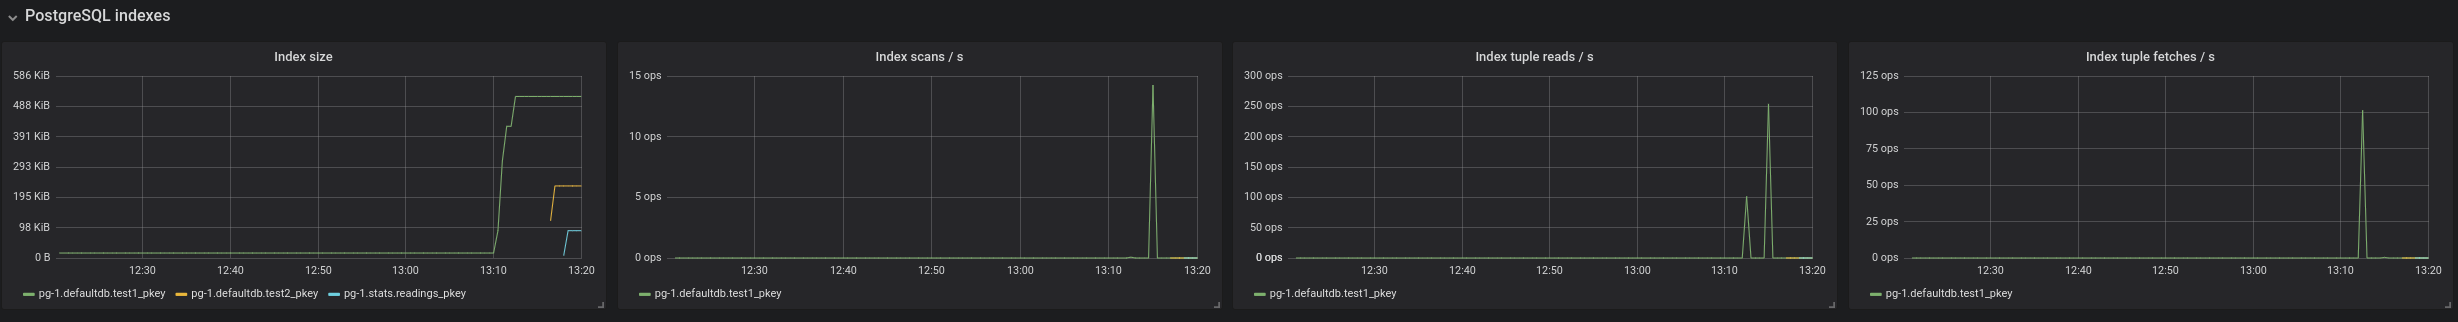 PostgreSQL indexes
Index size
586 KiB
488 KiB
391 KiB
293 KiB
195 KiB
98 KiB
0 B
12:30 12:40 12:50 13:00 13:10 13:20
pg-1.defaultdb.test1_pkey pg-1.defaultdb.test2_pkey pg-1.stats.readings_pkey
Index scans / s
15 ops
10 ops
5 ops
0 ops
12:30 12:40 12:50 13:00 13:10 13:20
pg-1.defaultdb.test1_pkey
Index tuple reads / s
300 ops
250 ops
200 ops
150 ops
100 ops
50 ops
0 ops
12:30 12:40 12:50 13:00 13:10 13:20
pg-1.defaultdb.test1_pkey
Index tuple fetches / s
125 ops
100 ops
75 ops
50 ops
25 ops
0 ops
12:30 12:40 12:50 13:00 13:10 13:20
pg-1.defaultdb.test1_pkey